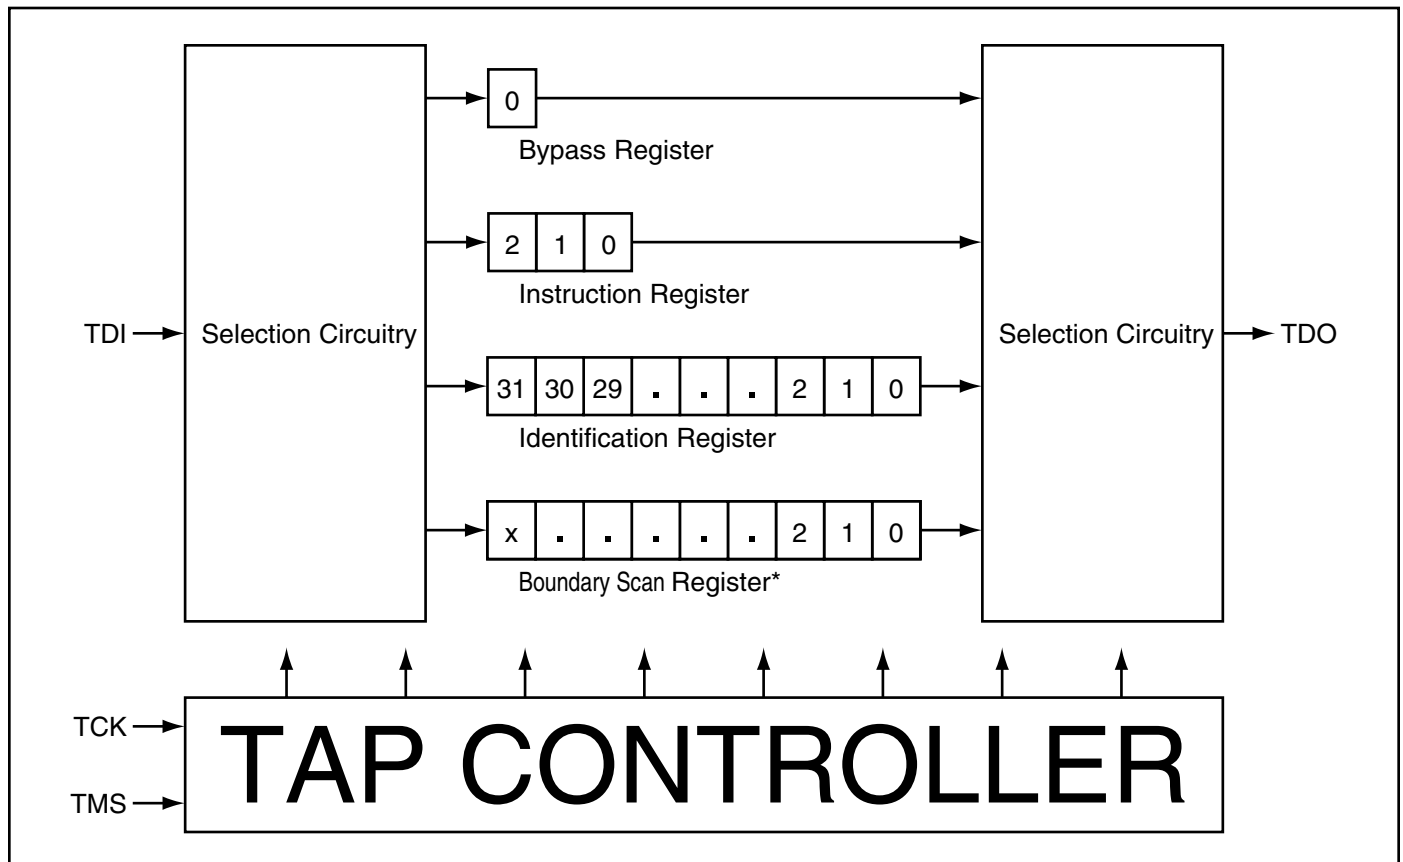 0
Bypass Register
2 1 0
Instruction Register
TDI Selection Circuitry Selection Circuitry TDO
31 30 29 . . . 2 1 0
Identification Register
x . . . . . 2 1 0
Boundary Scan Register*
TCK
TAP CONTROLLER
TMS